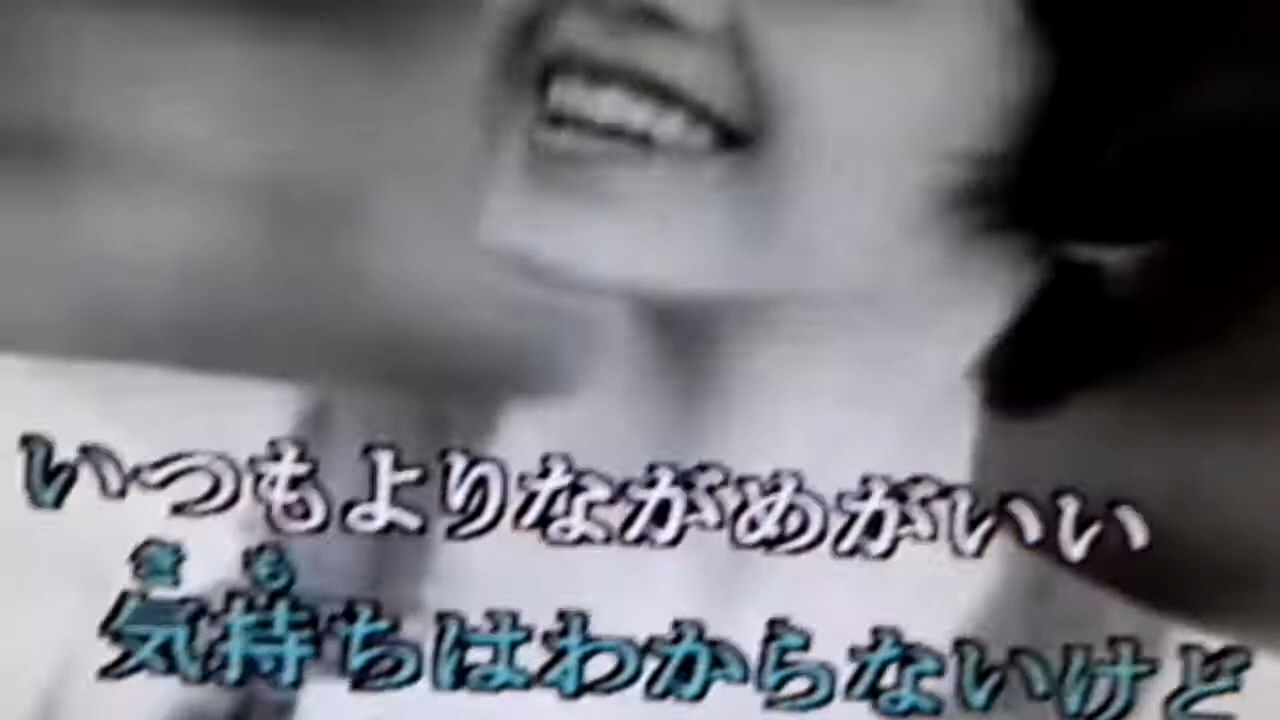 いつもよりながめがいい
きも
気持ちはわからないけど